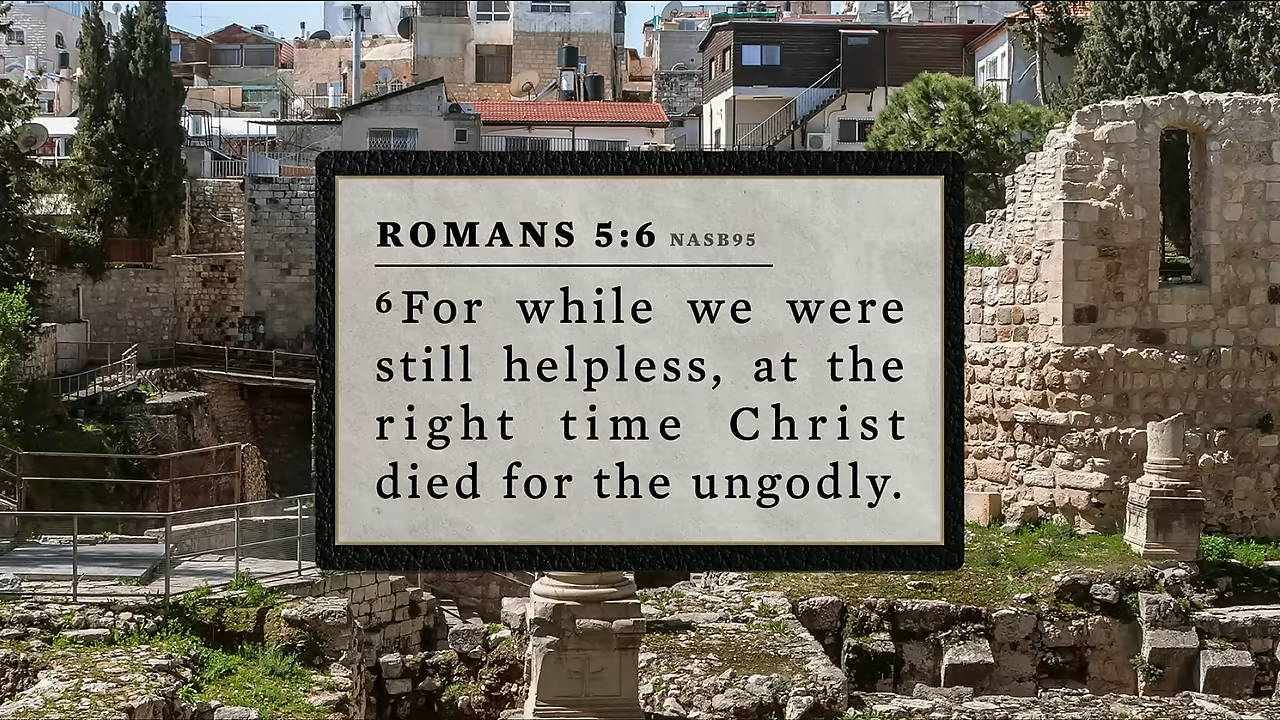 ROMANS 5:6 NASB95
⁶For while we were
still helpless, at the
right time Christ
died for the ungodly.